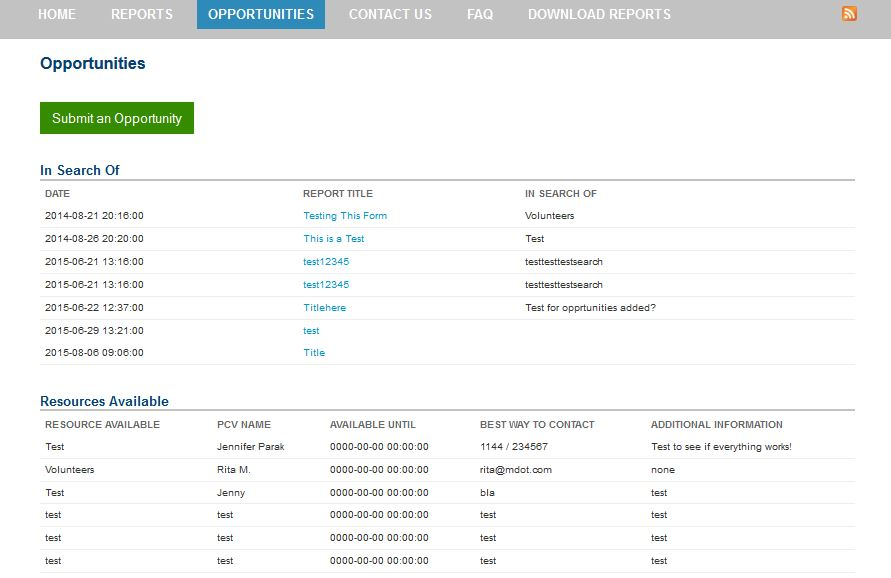 HOME REPORTS OPPORTUNITIES CONTACT US FAQ DOWNLOAD REPORTS
Opportunities
Submit an Opportunity
In Search Of
DATE REPORT TITLE IN SEARCH OF
2014-08-21 20:16:00 Testing This Form Volunteers
2014-08-26 20:20:00 This is a Test Test
2015-06-21 13:16:00 test12345 testtesttestsearch
2015-06-21 13:16:00 test12345 testtesttestsearch
2015-06-22 12:37:00 Titlehere Test for opprtunities added?
2015-06-29 13:21:00 test
2015-08-06 09:06:00 Title
Resources Available
RESOURCE AVAILABLE PCV NAME AVAILABLE UNTIL BEST WAY TO CONTACT ADDITIONAL INFORMATION
Test Jennifer Parak 0000-00-00 00:00:00 1144 / 234567 Test to see if everything works!
Volunteers Rita M. 0000-00-00 00:00:00 rita@mdot.com none
Test Jenny 0000-00-00 00:00:00 bla test
test test 0000-00-00 00:00:00 test test
test test 0000-00-00 00:00:00 test test
test test 0000-00-00 00:00:00 test test